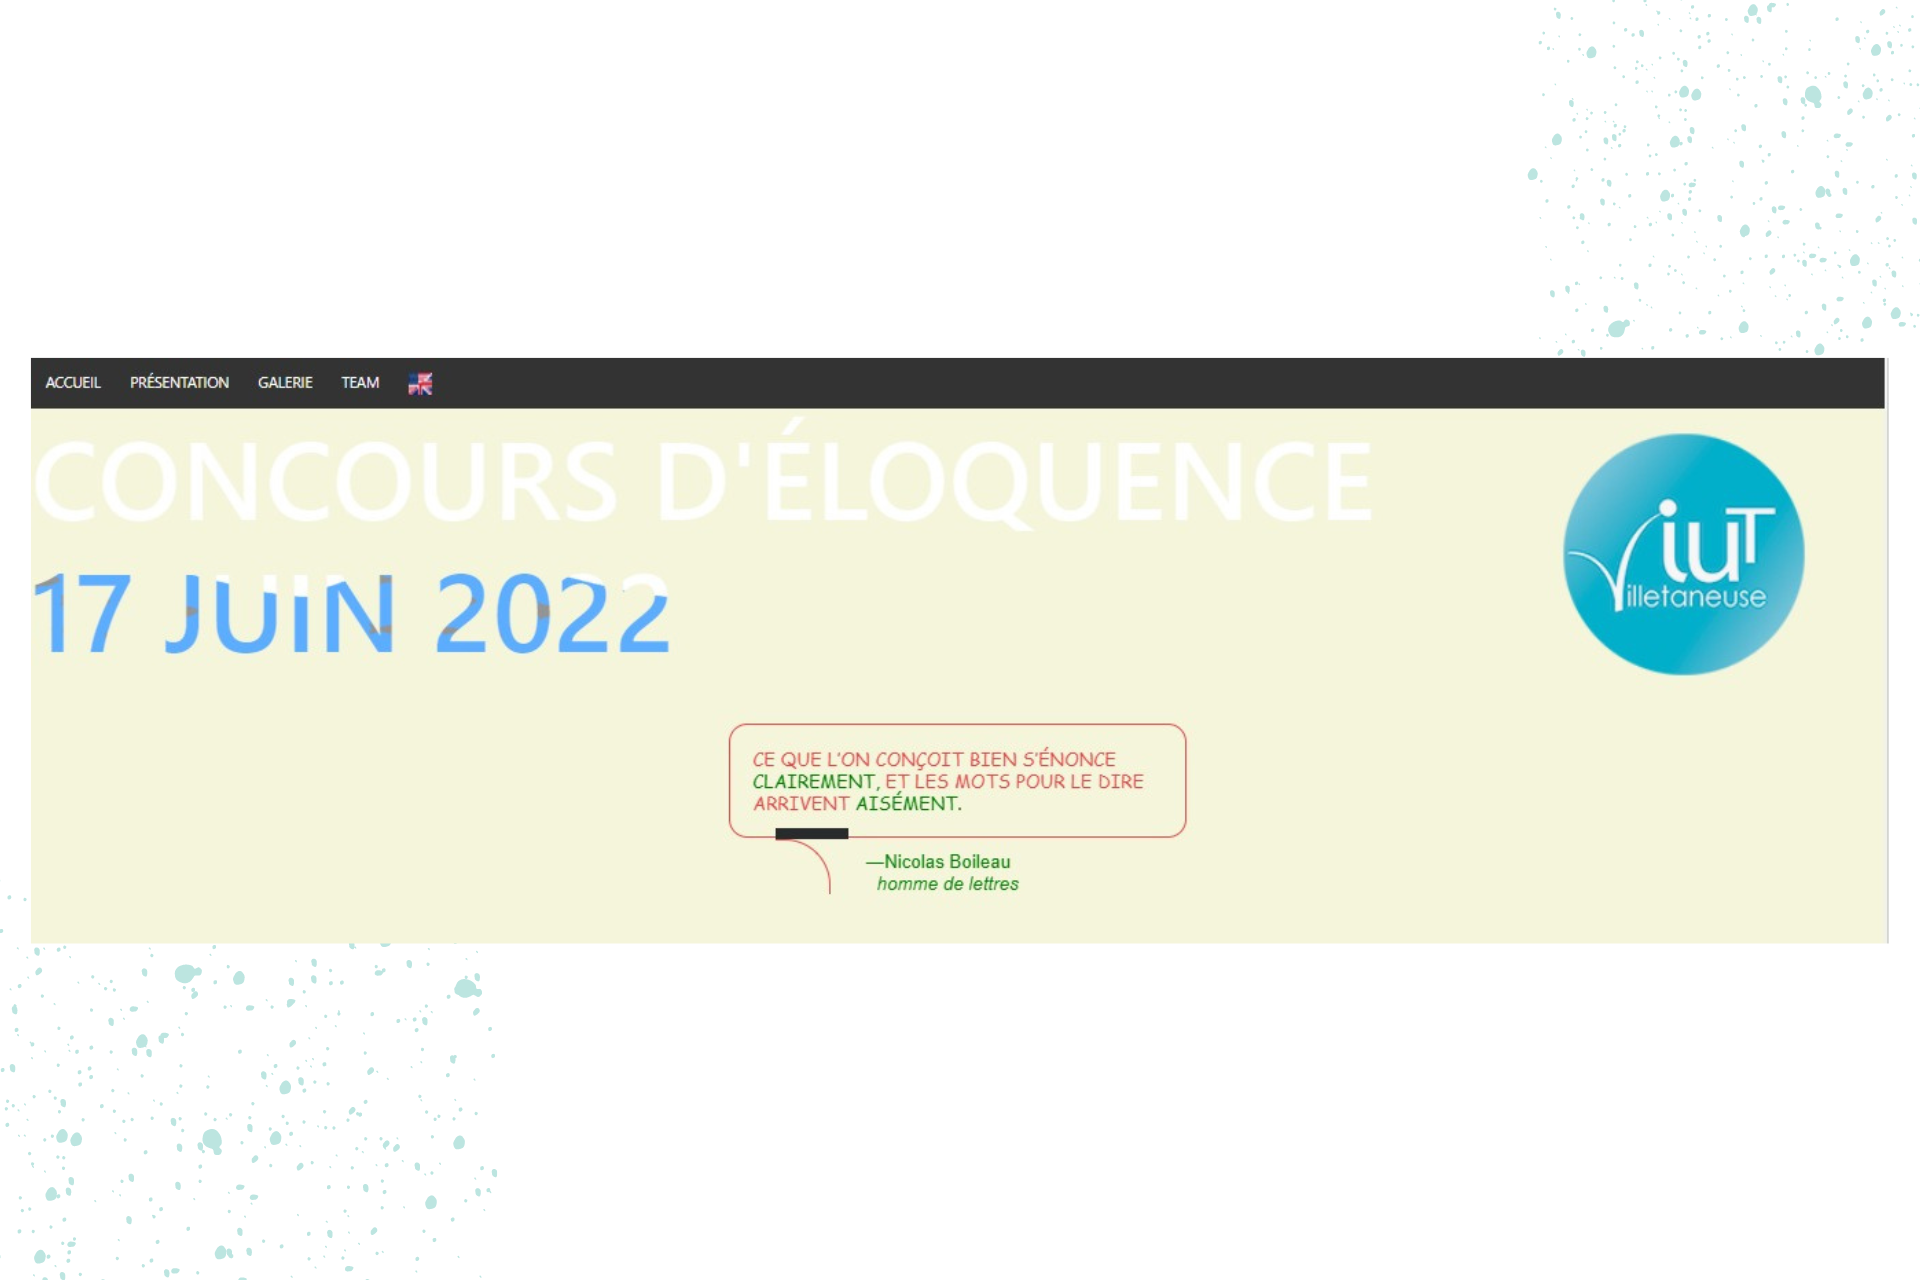 ACCUEIL PRÉSENTATION GALERIE TEAM
CONCOURS D'ÉLOQUENCE
17 JUIN 2022
iUT
Villetaneuse
CE QUE L'ON CONÇOIT BIEN S'ÉNONCE
CLAIREMENT, ET LES MOTS POUR LE DIRE
ARRIVENT AISÉMENT.
—Nicolas Boileau
homme de lettres